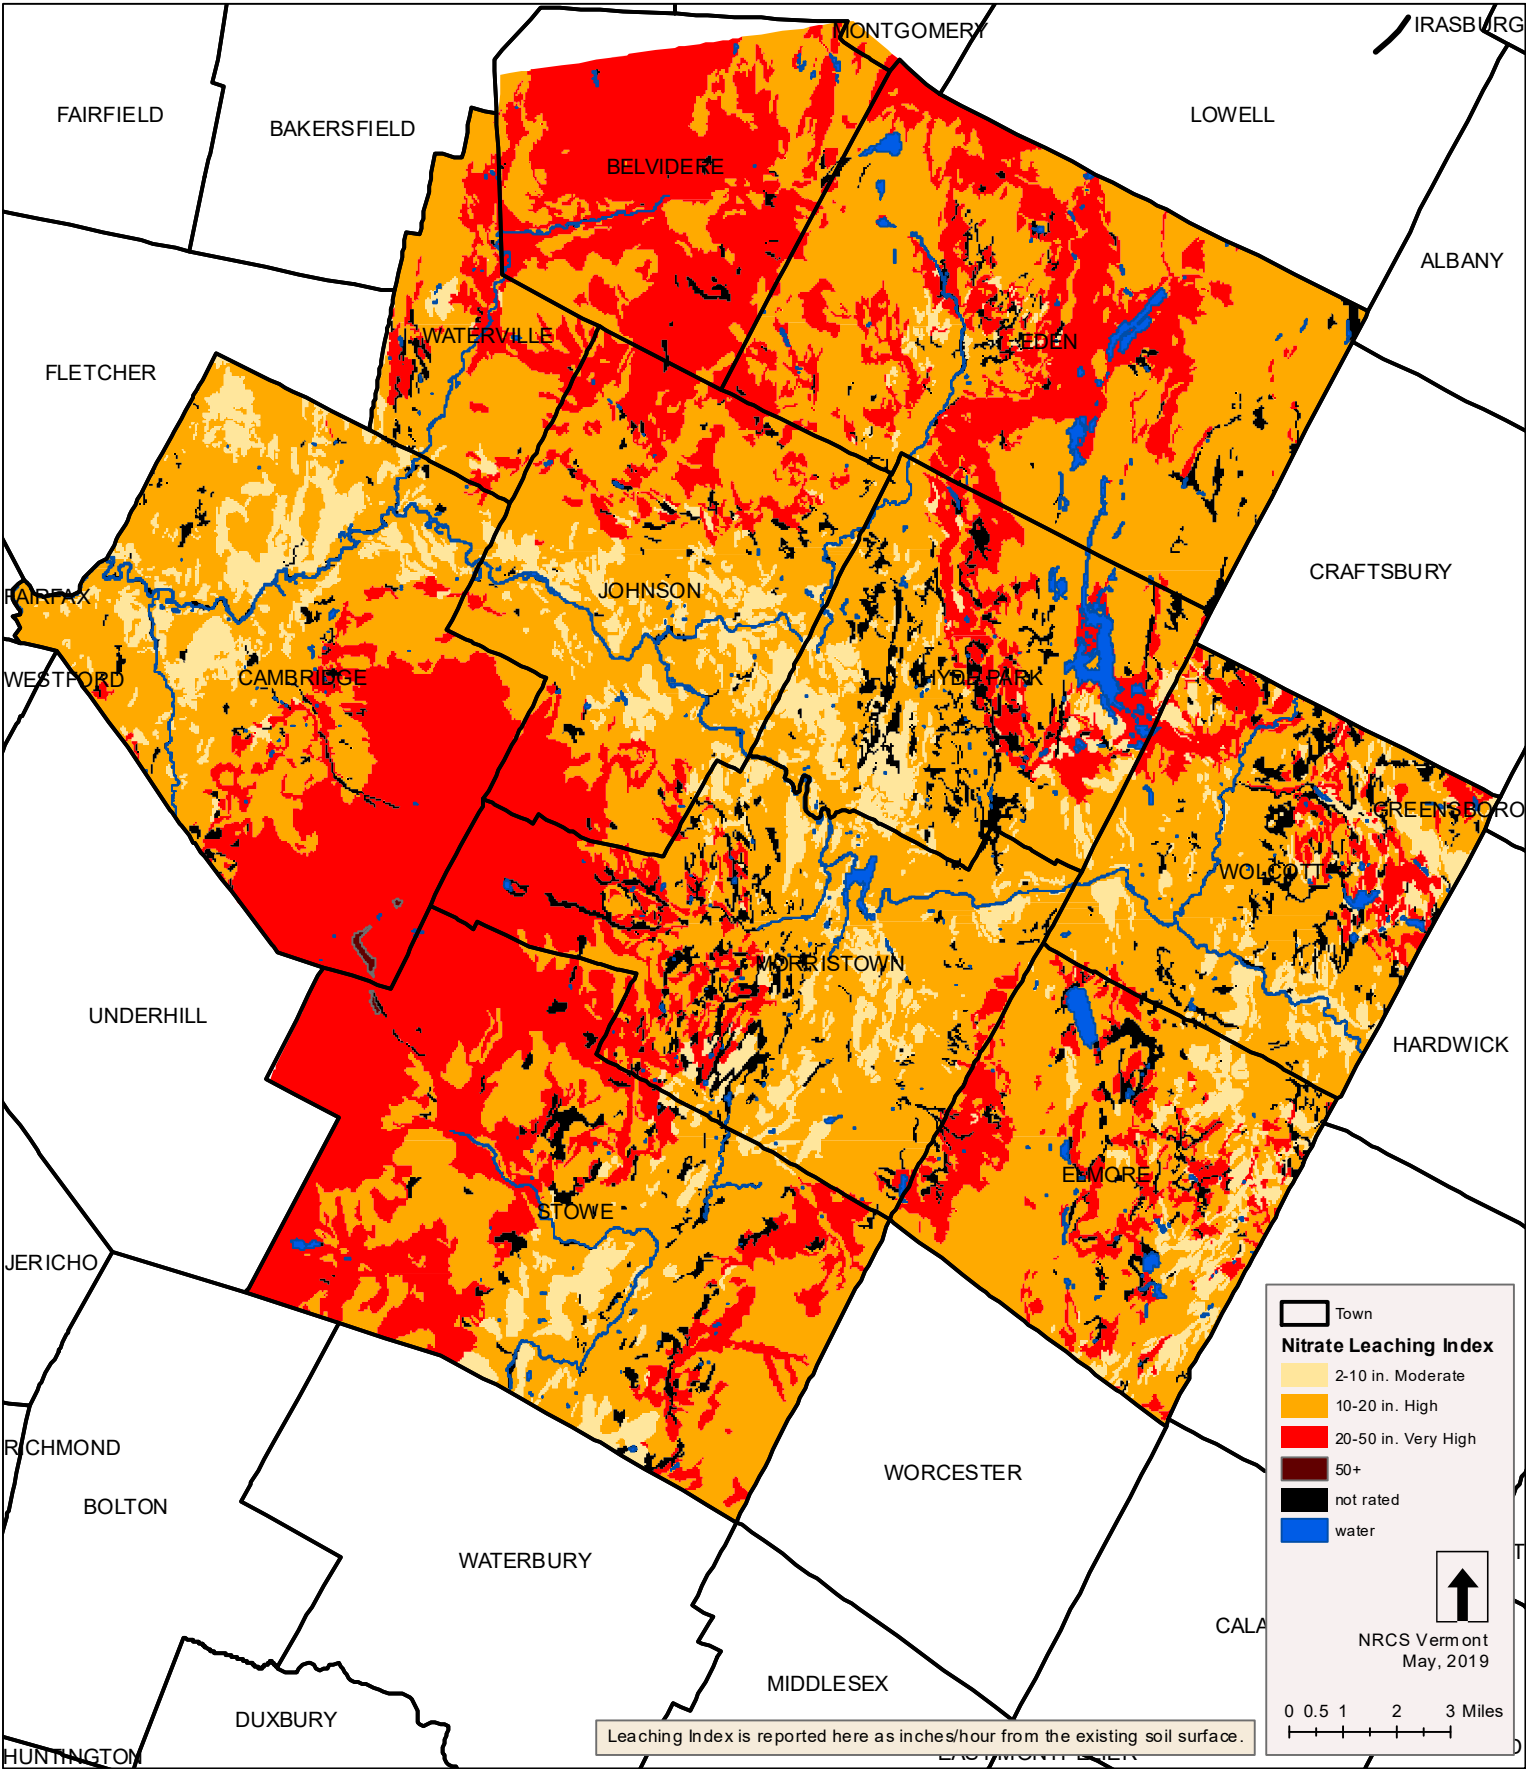 MONTGOMERY
IRASBURG
FAIRFIELD
BAKERSFIELD
LOWELL
BELVIDERE
ALBANY
WATERVILLE
EDEN
FLETCHER
CRAFTSBURY
JOHNSON
FAIRFAX
WESTFORD
CAMBRIDGE
HYDE PARK
GREENSBORO
WOLCOTT
MORRISTOWN
UNDERHILL
HARDWICK
ELMORE
STOWE
JERICHO
RICHMOND
BOLTON
WORCESTER
WATERBURY
CALA
MIDDLESEX
DUXBURY
HUNTINGTON
EAST MONTPELIER
Town
Nitrate Leaching Index
2-10 in. Moderate
10-20 in. High
20-50 in. Very High
50+
not rated
water
NRCS Vermont
May, 2019
0 0.5 1 2 3 Miles
Leaching Index is reported here as inches/hour from the existing soil surface.